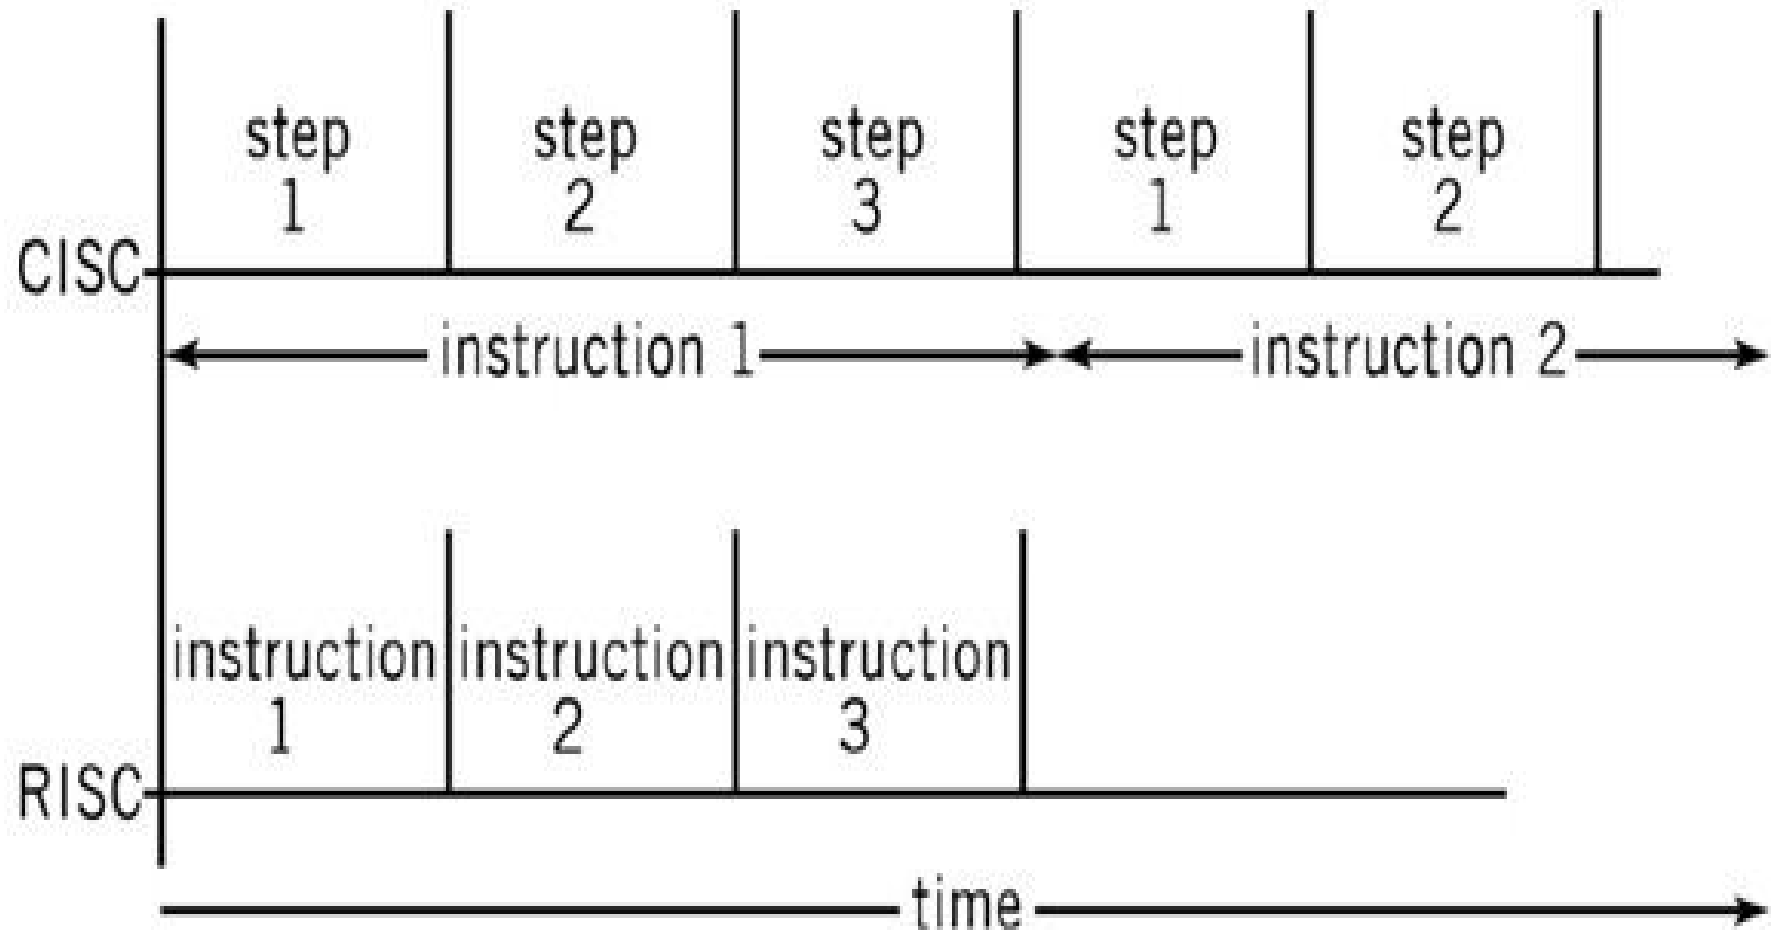 step step step step step
1 2 3 1 2
CISC
instruction 1 instruction 2
instruction instruction instruction
1 2 3
RISC
time